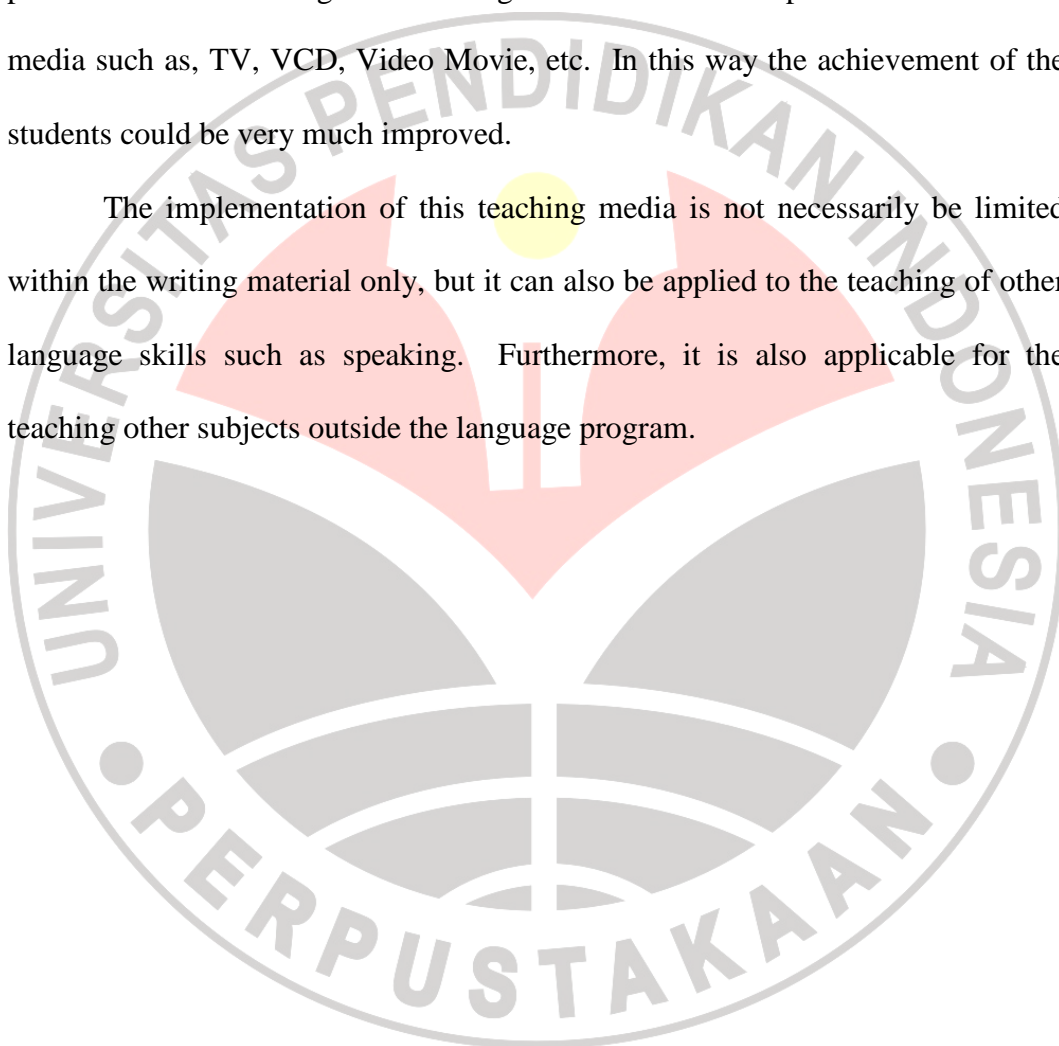 media such as, TV, VCD, Video Movie, etc.  In this way the achievement of the
students could be very much improved.
The implementation of this teaching media is not necessarily be limited
within the writing material only, but it can also be applied to the teaching of other
language skills such as speaking.  Furthermore, it is also applicable for the
teaching other subjects outside the language program.
UNIVERSITAS PENDIDIKAN INDONESIA
PERPUSTAKAAN